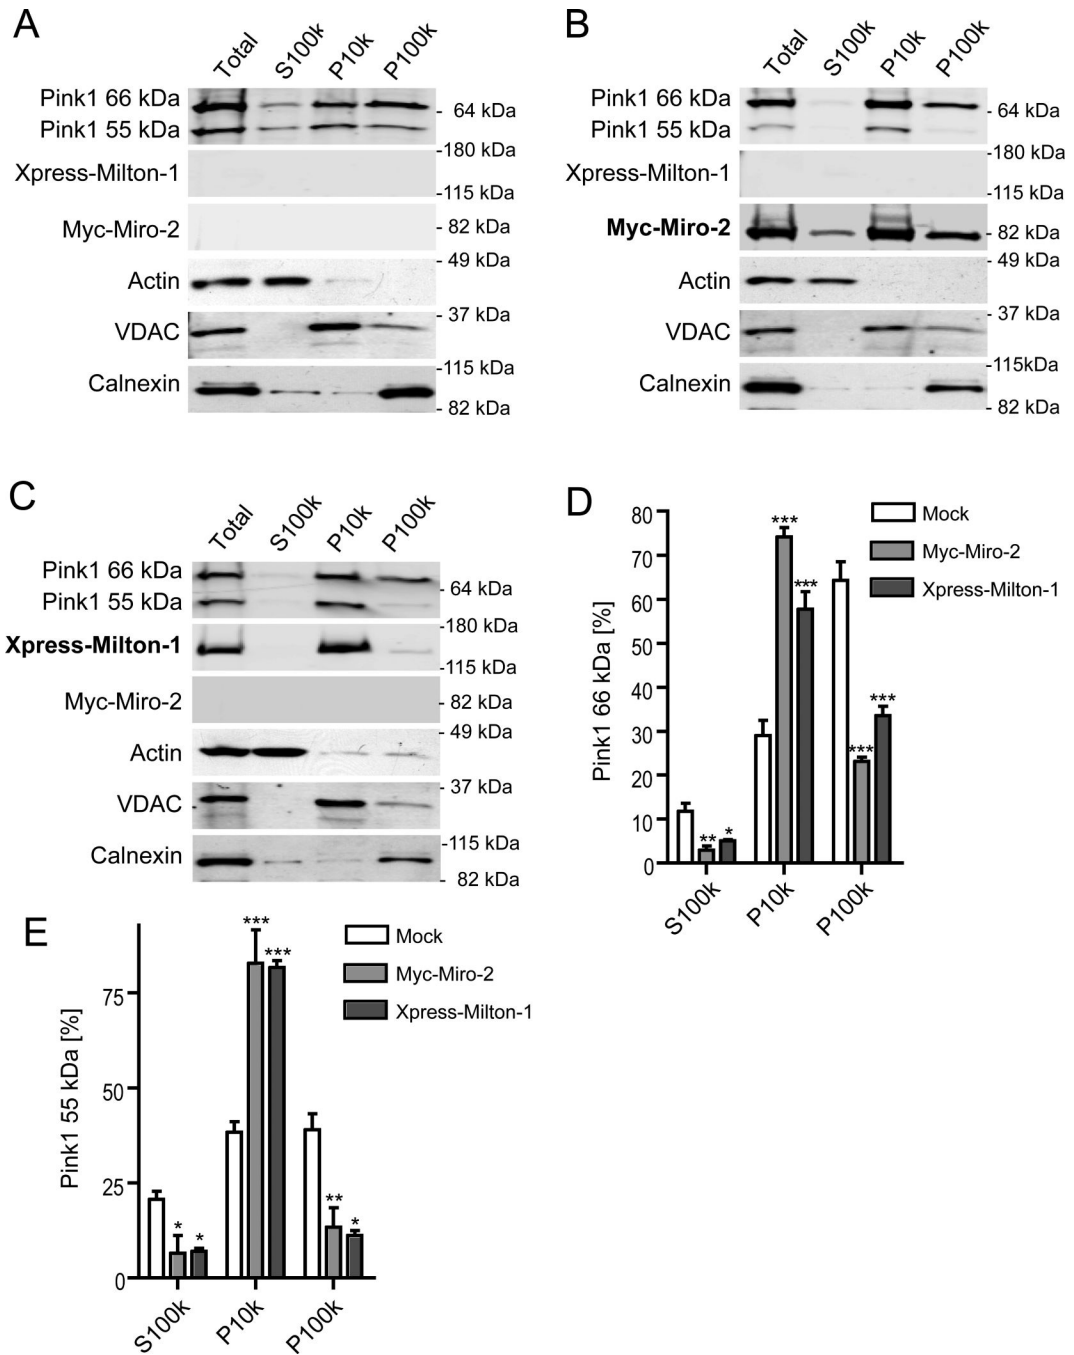 A
Total S100k P10k P100k
Pink1 66 kDa
- 64 kDa
Pink1 55 kDa
-180 kDa
Xpress-Milton-1
-115 kDa
Myc-Miro-2
- 82 kDa
- 49 kDa
Actin
- 37 kDa
VDAC
-115 kDa
Calnexin
- 82 kDa
B
Total S100k P10k P100k
Pink1 66 kDa
- 64 kDa
Pink1 55 kDa
-180 kDa
Xpress-Milton-1
-115 kDa
Myc-Miro-2
- 82 kDa
- 49 kDa
Actin
- 37 kDa
VDAC
-115kDa
Calnexin
- 82 kDa
C
Total S100k P10k P100k
Pink1 66 kDa
- 64 kDa
Pink1 55 kDa
-180 kDa
Xpress-Milton-1
-115 kDa
Myc-Miro-2
- 82 kDa
- 49 kDa
Actin
- 37 kDa
VDAC
-115 kDa
Calnexin
- 82 kDa
D
Mock
Myc-Miro-2
Xpress-Milton-1
Pink1 66 kDa [%]
80
70
60
50
40
30
20
10
0
** *
*** ***
*** ***
S100k P10k P100k
E
Mock
Myc-Miro-2
Xpress-Milton-1
Pink1 55 kDa [%]
75
50
25
0
* *
*** ***
** *
S100k P10k P100k